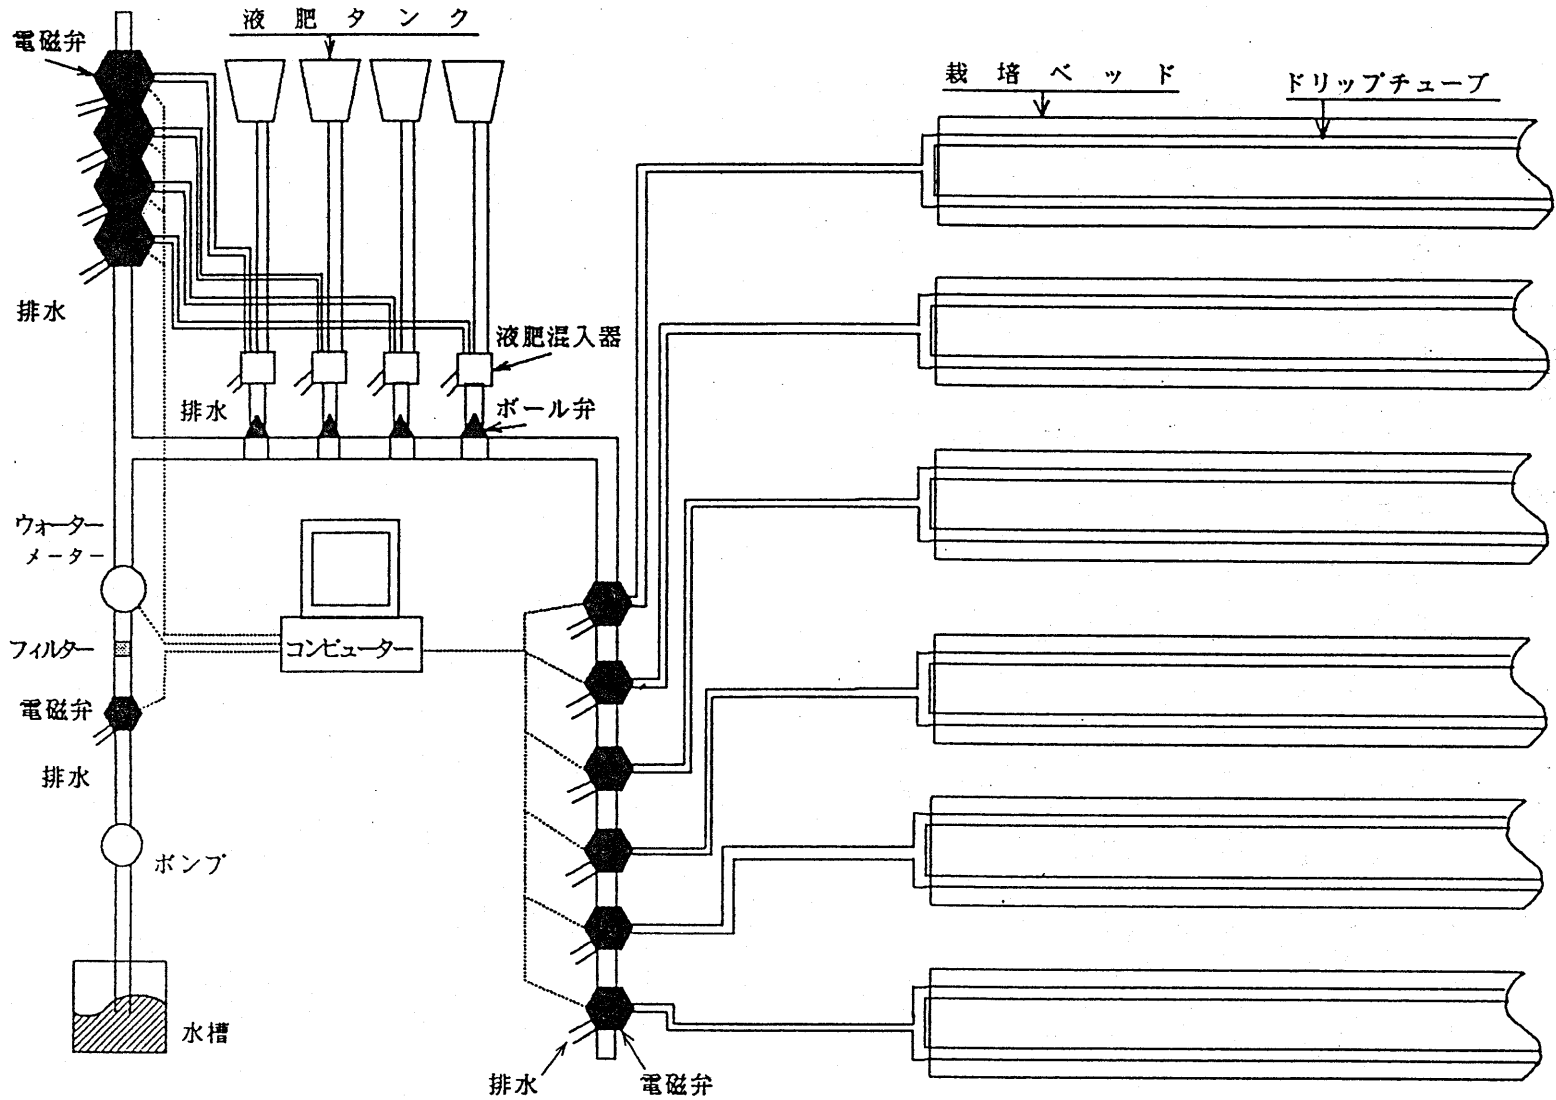 液肥タンク
電磁弁
栽培ベッド
ドリップチューブ
排水
液肥混入器
排水
ボール弁
ウォーター
メーター
フィルター
コンピューター
電磁弁
排水
ポンプ
水槽
排水
電磁弁